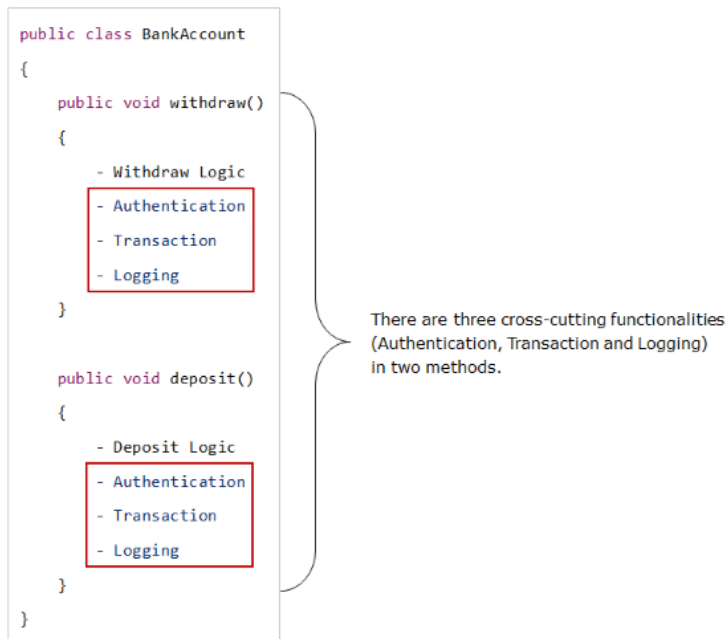 public class BankAccount
{
public void withdraw()
{
- Withdraw Logic
- Authentication
- Transaction
- Logging
}
public void deposit()
{
- Deposit Logic
- Authentication
- Transaction
- Logging
}
}
There are three cross-cutting functionalities
(Authentication, Transaction and Logging)
in two methods.